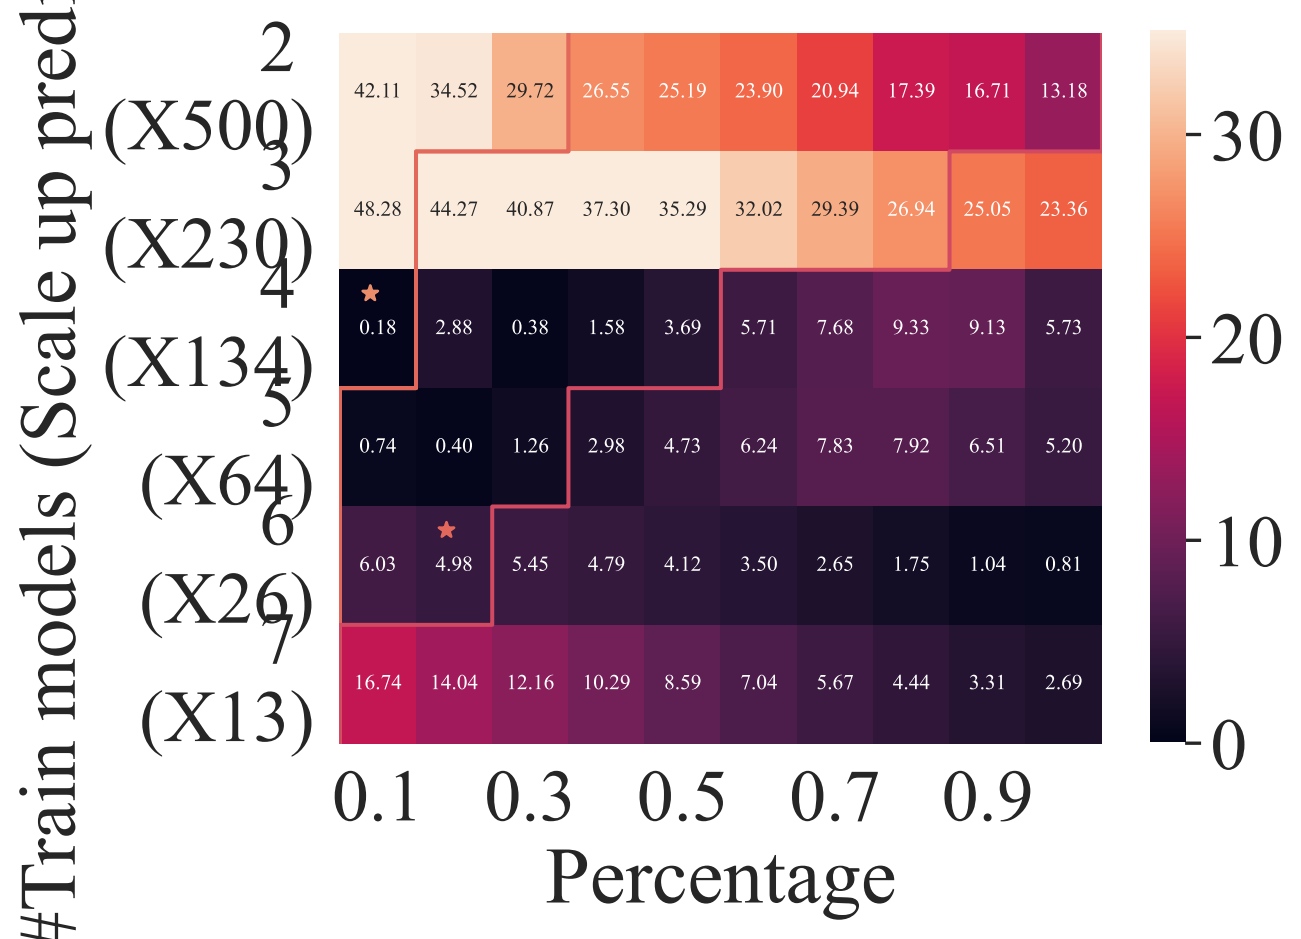 #Train models (Scale up pred
2
(X500)
42.11 34.52 29.72 26.55 25.19 23.90 20.94 17.39 16.71 13.18
3
(X230)
48.28 44.27 40.87 37.30 35.29 32.02 29.39 26.94 25.05 23.36
4
(X134)
0.18 2.88 0.38 1.58 3.69 5.71 7.68 9.33 9.13 5.73
5
(X64)
0.74 0.40 1.26 2.98 4.73 6.24 7.83 7.92 6.51 5.20
6
(X26)
6.03 4.98 5.45 4.79 4.12 3.50 2.65 1.75 1.04 0.81
7
(X13)
16.74 14.04 12.16 10.29 8.59 7.04 5.67 4.44 3.31 2.69
0.1 0.3 0.5 0.7 0.9
Percentage
30
20
10
0